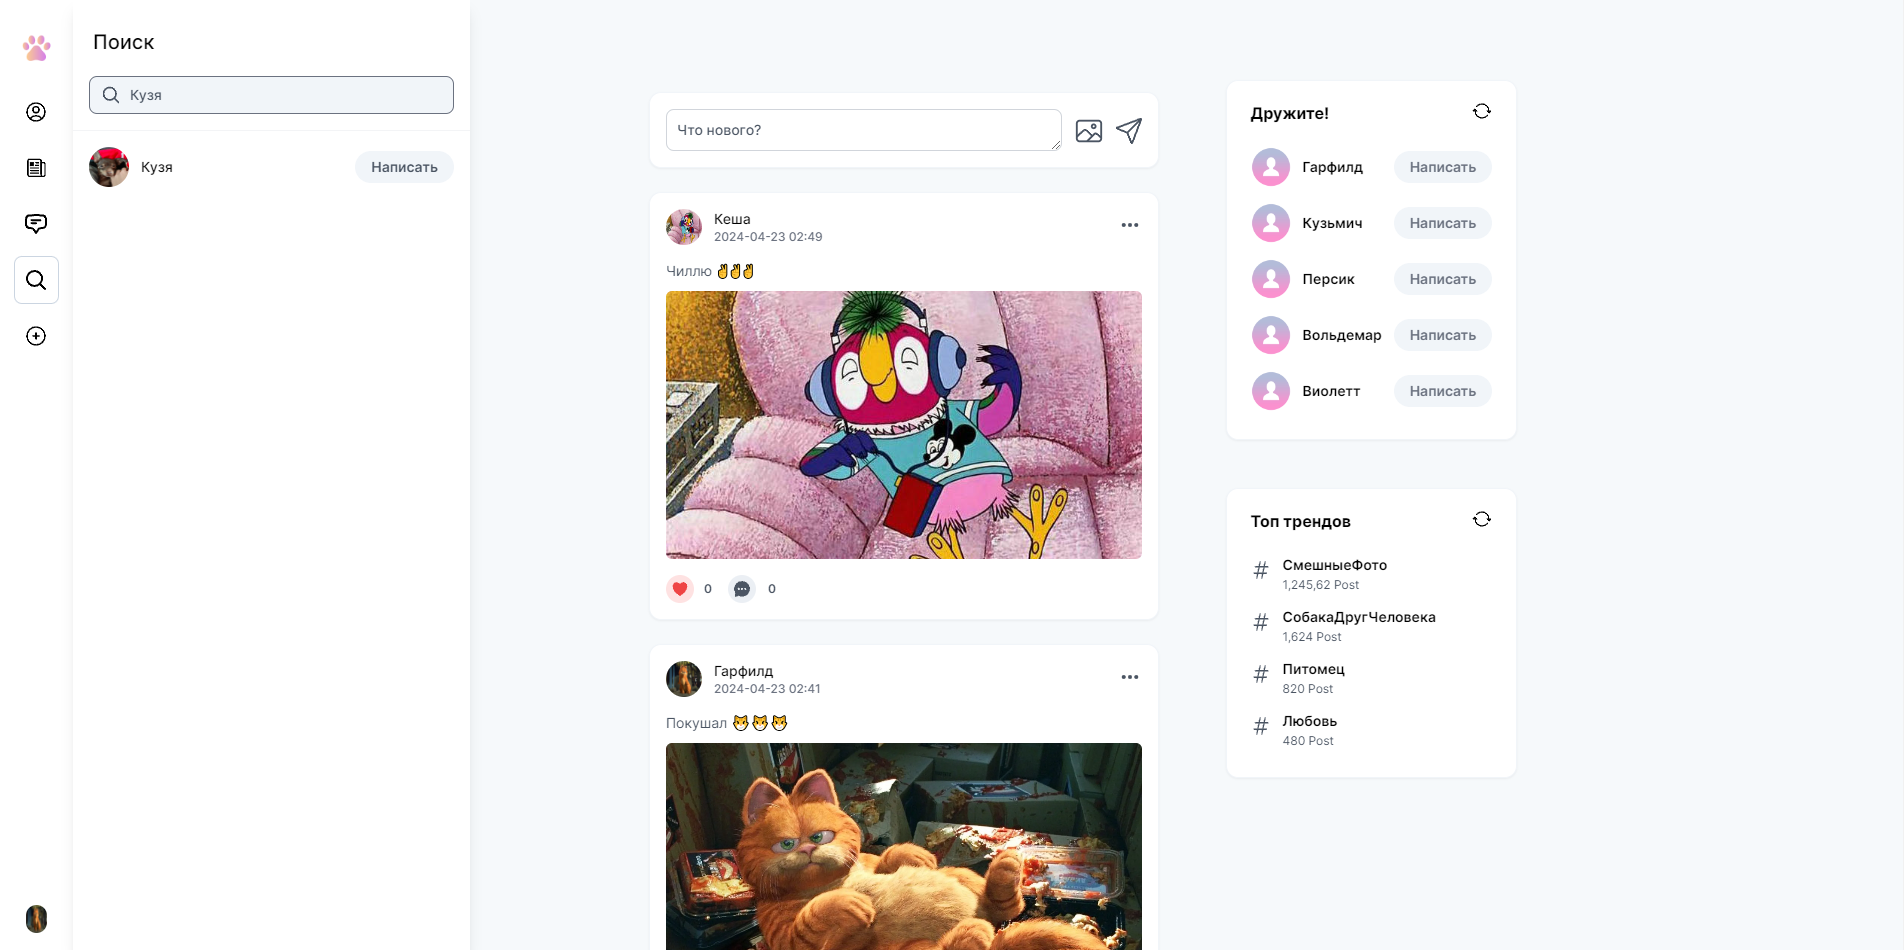 Поиск
Кузя
Кузя
Написать
Что нового?
Кеша
2024-04-23 02:49
Чиллю ✌✌✌
0
0
Гарфилд
2024-04-23 02:41
Покушал 😼😼😼
Дружите!
Гарфилд
Написать
Кузьмич
Написать
Персик
Написать
Вольдемар
Написать
Виолетт
Написать
Топ трендов
# СмешныеФото
1,245,62 Post
# СобакаДругЧеловека
1,624 Post
# Питомец
820 Post
# Любовь
480 Post